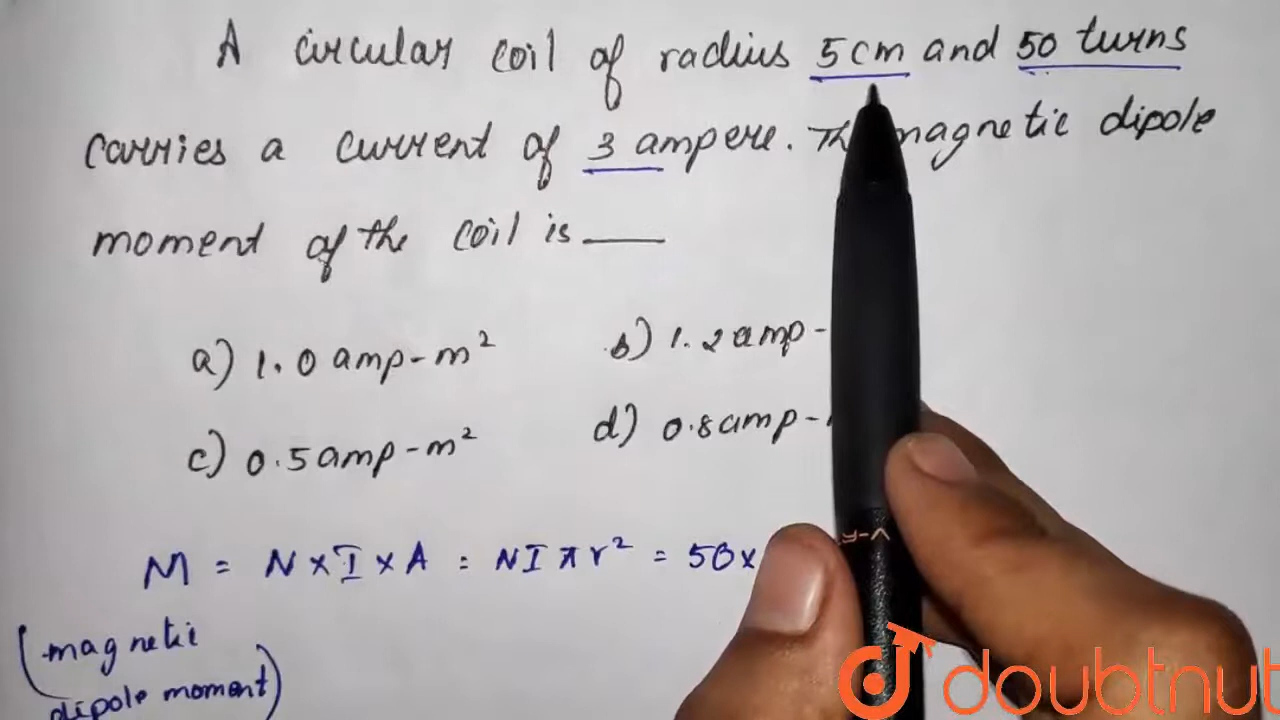 A circular coil of radius 5cm and 50 turns
carries a current of 3 ampere. Th magnetic dipole
moment of the coil is ___
a) 1.0 amp-m² b) 1.2 amp-
c) 0.5 amp-m² d) 0.8 amp-
M = N × I × A = NIπr² = 50×
(magnetic
dipole moment)
doubtnut